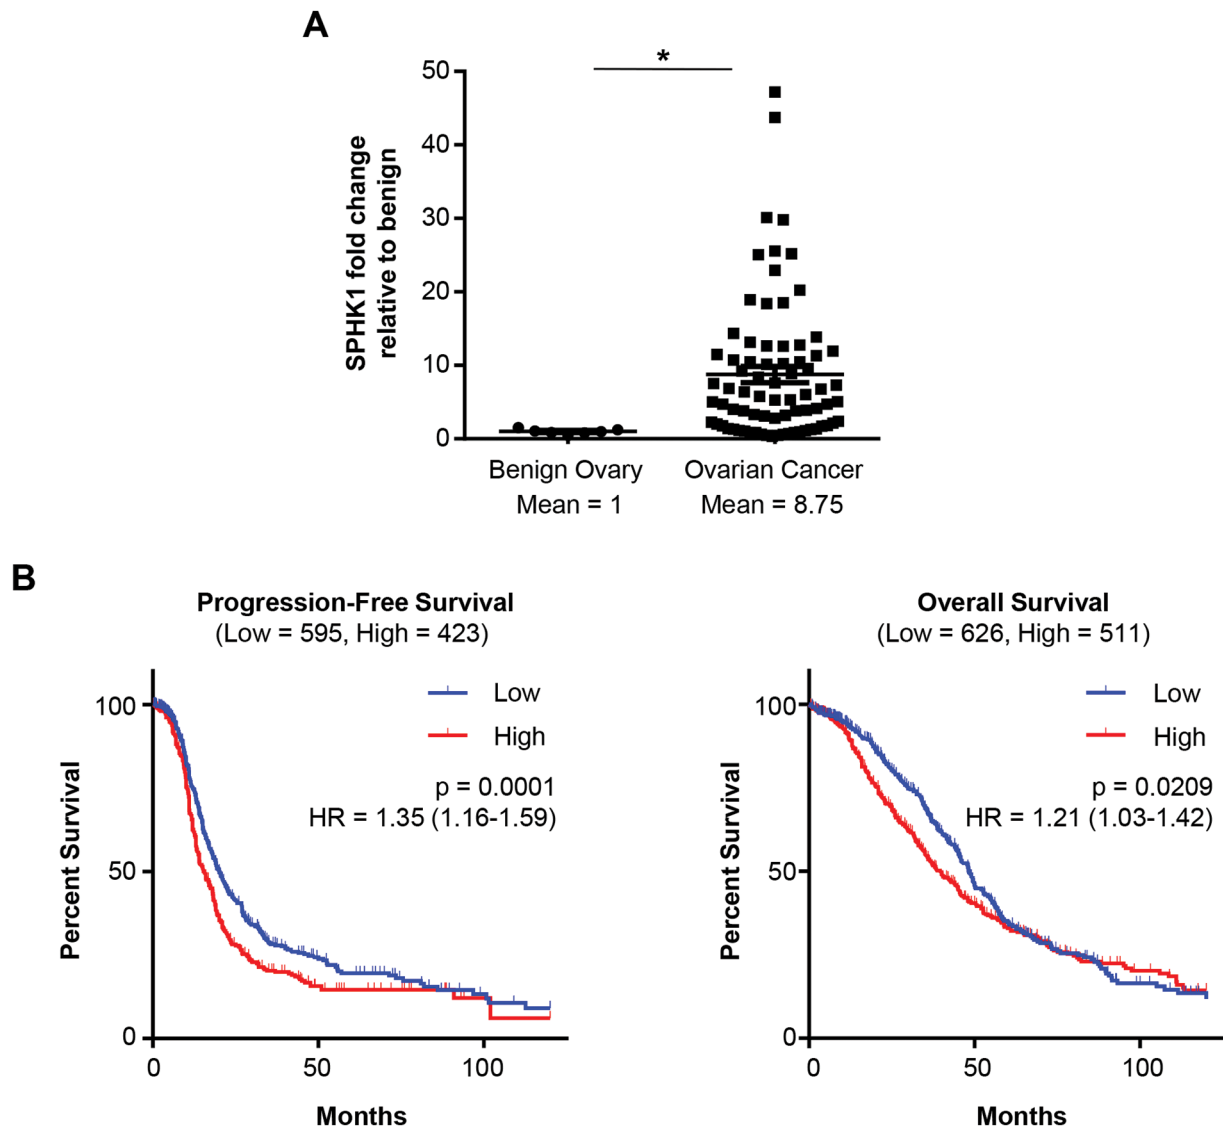 A
*
SPHK1 fold change
relative to benign
50
40
30
20
10
0
Benign Ovary
Mean = 1
Ovarian Cancer
Mean = 8.75
B
Progression-Free Survival
(Low = 595, High = 423)
Low
High
p = 0.0001
HR = 1.35 (1.16-1.59)
Percent Survival
100
50
0
0
50
100
Months
Overall Survival
(Low = 626, High = 511)
Low
High
p = 0.0209
HR = 1.21 (1.03-1.42)
Percent Survival
100
50
0
0
50
100
Months